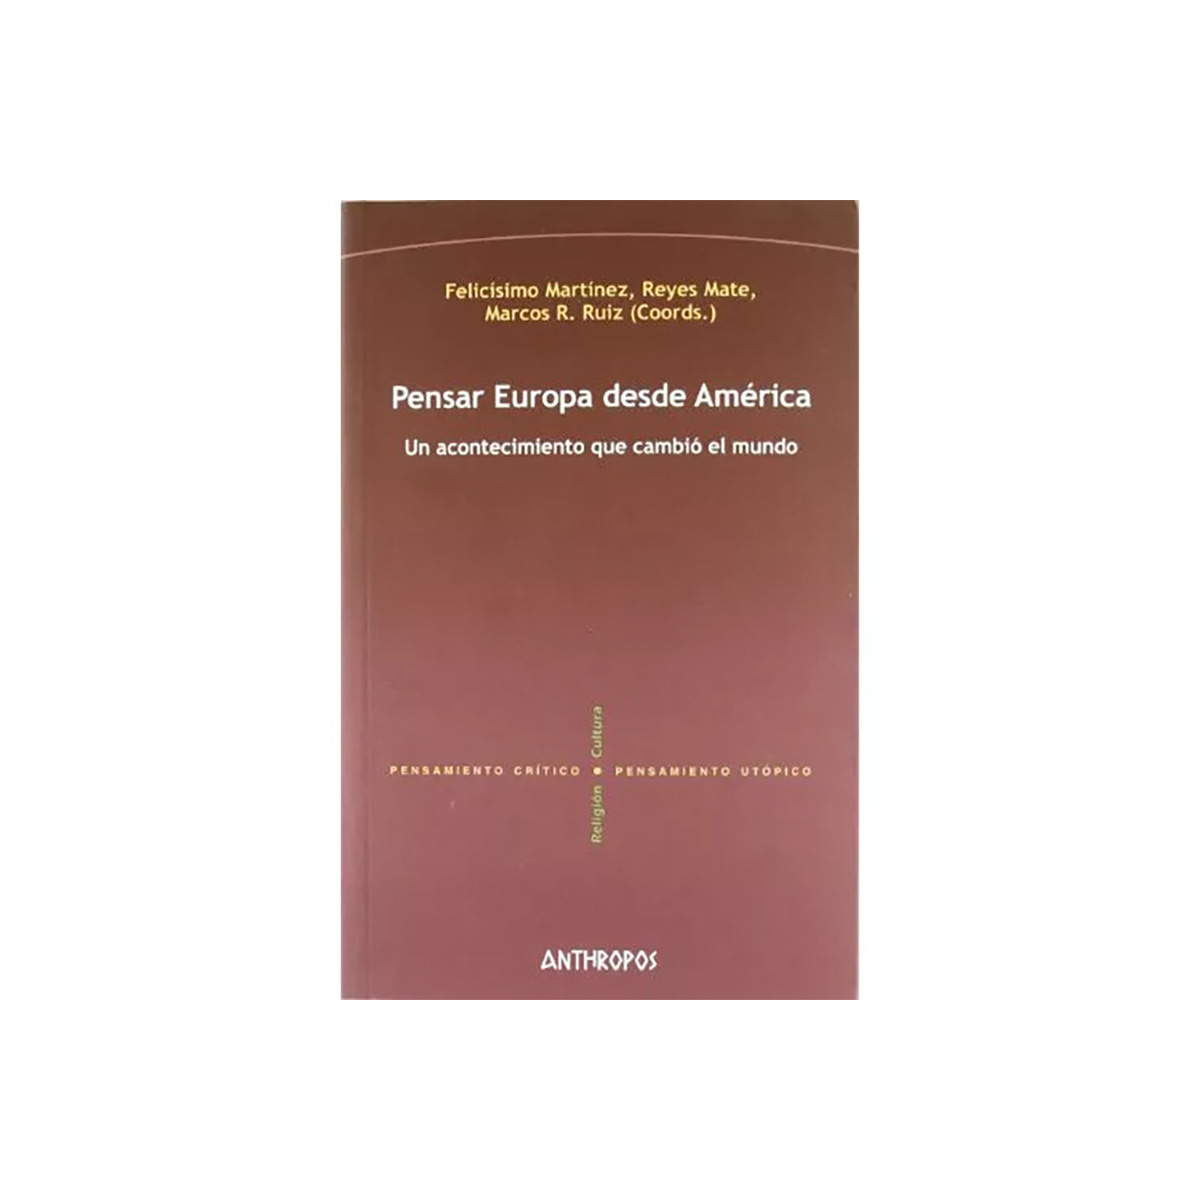 Felicísimo Martínez, Reyes Mate,
Marcos R. Ruiz (Coords.)
Pensar Europa desde América
Un acontecimiento que cambió el mundo
Cultura
PENSAMIENTO CRÍTICO • PENSAMIENTO UTÓPICO
Religión
ANTHROPOS